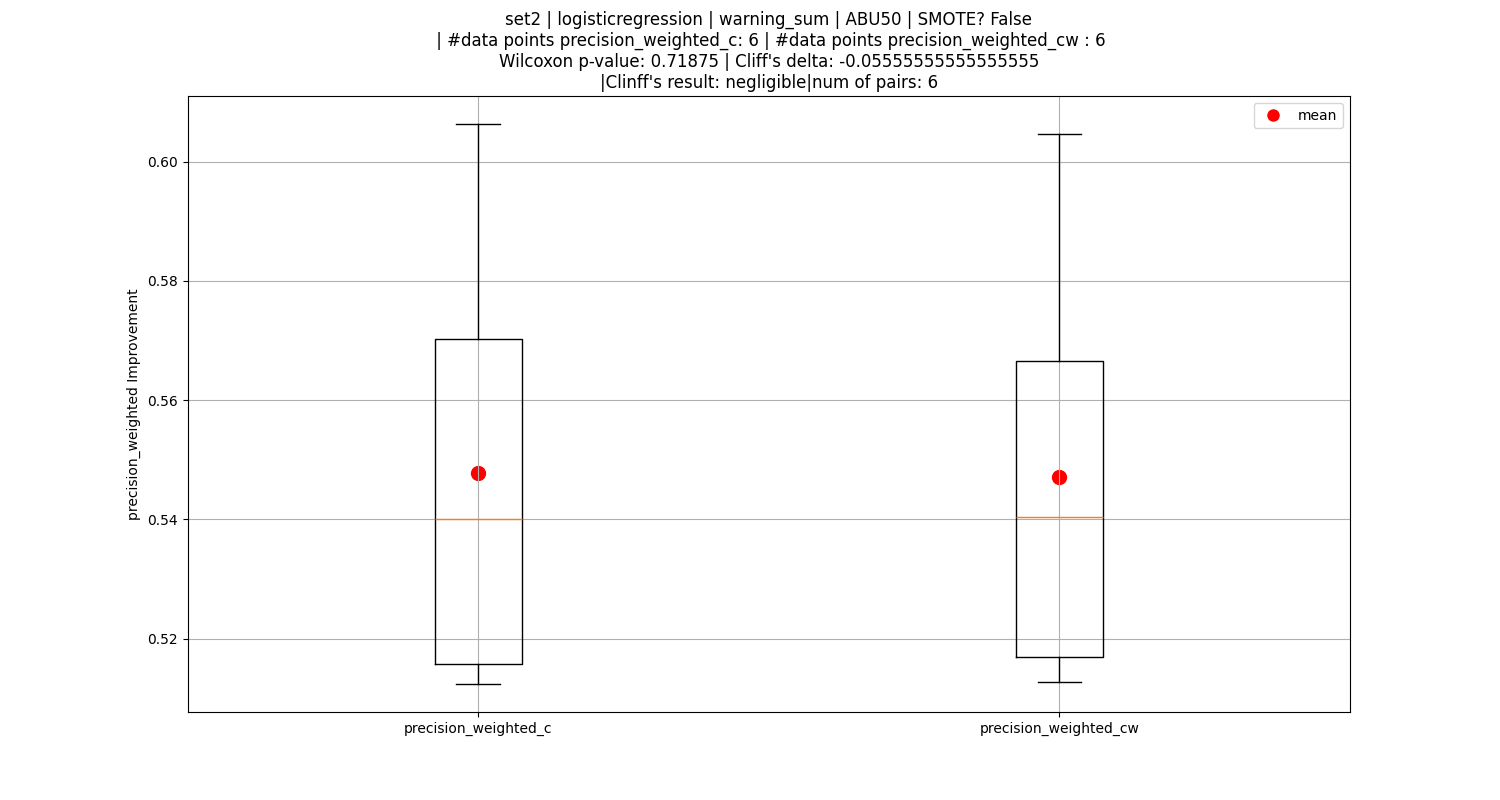 set2 | logisticregression | warning_sum | ABU50 | SMOTE? False
| #data points precision_weighted_c: 6 | #data points precision_weighted_cw : 6
Wilcoxon p-value: 0.71875 | Cliff's delta: -0.05555555555555555
|Clinff's result: negligible|num of pairs: 6
mean
0.60
0.58
0.56
0.54
0.52
precision_weighted Improvement
precision_weighted_c
precision_weighted_cw